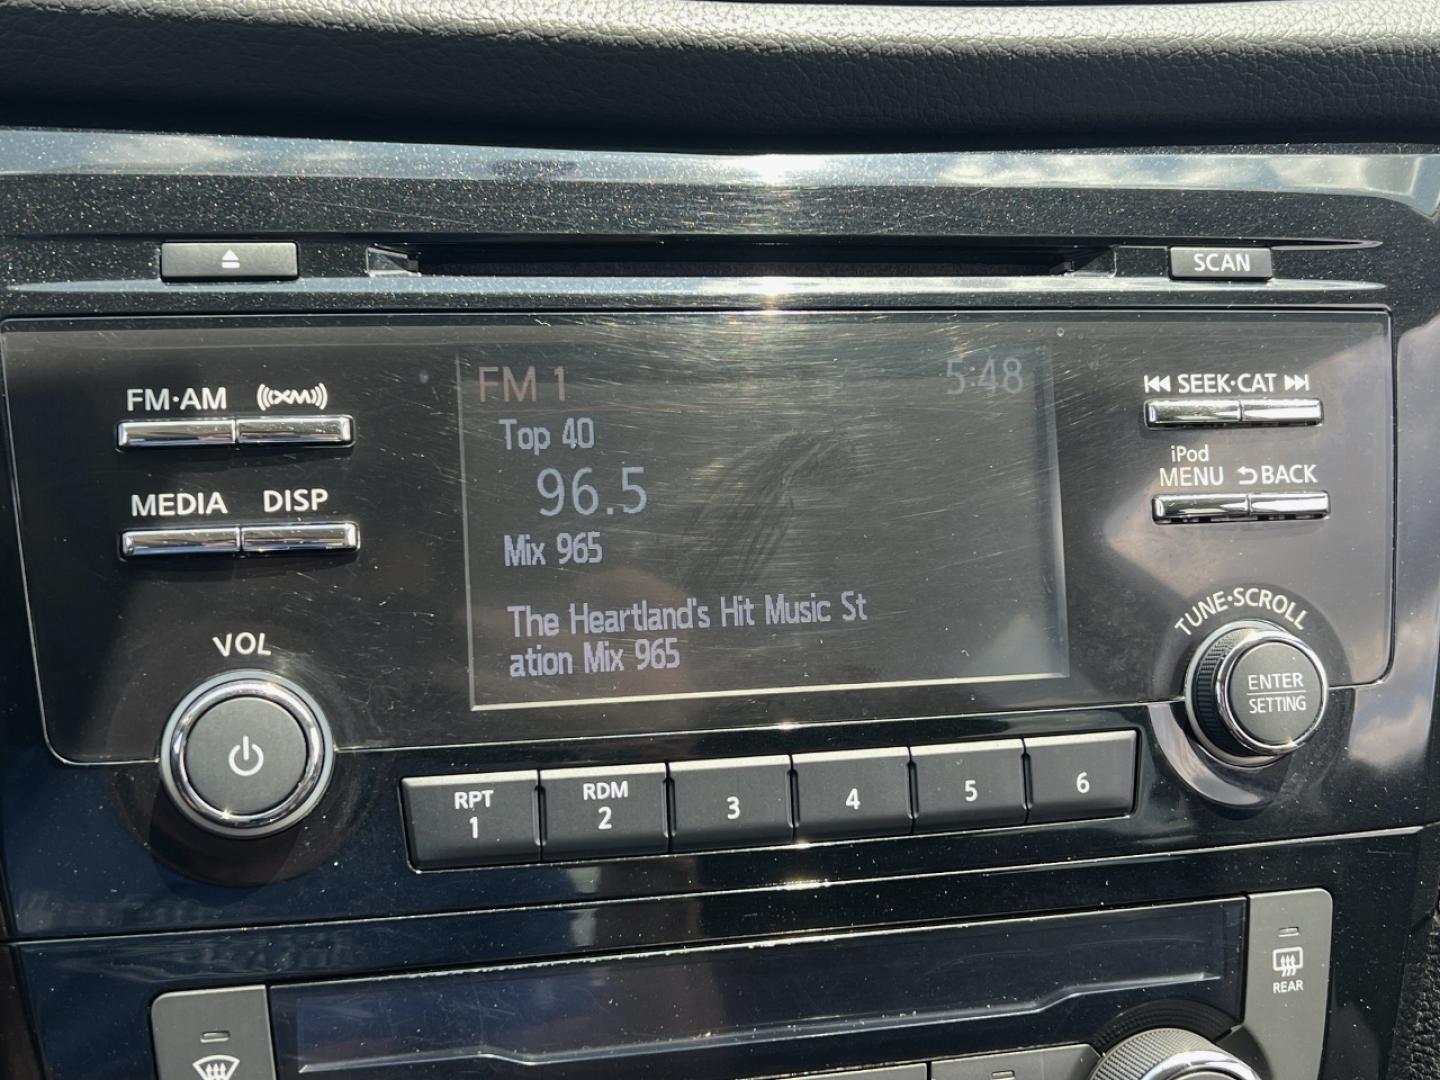 SCAN
FM·AM
XM
SEEK·CAT
iPod
MENU
BACK
MEDIA
DISP
FM 1
5:48
Top 40
96.5
Mix 965
The Heartland's Hit Music St
ation Mix 965
VOL
TUNE·SCROLL
ENTER
SETTING
RPT
1
RDM
2
3
4
5
6
REAR